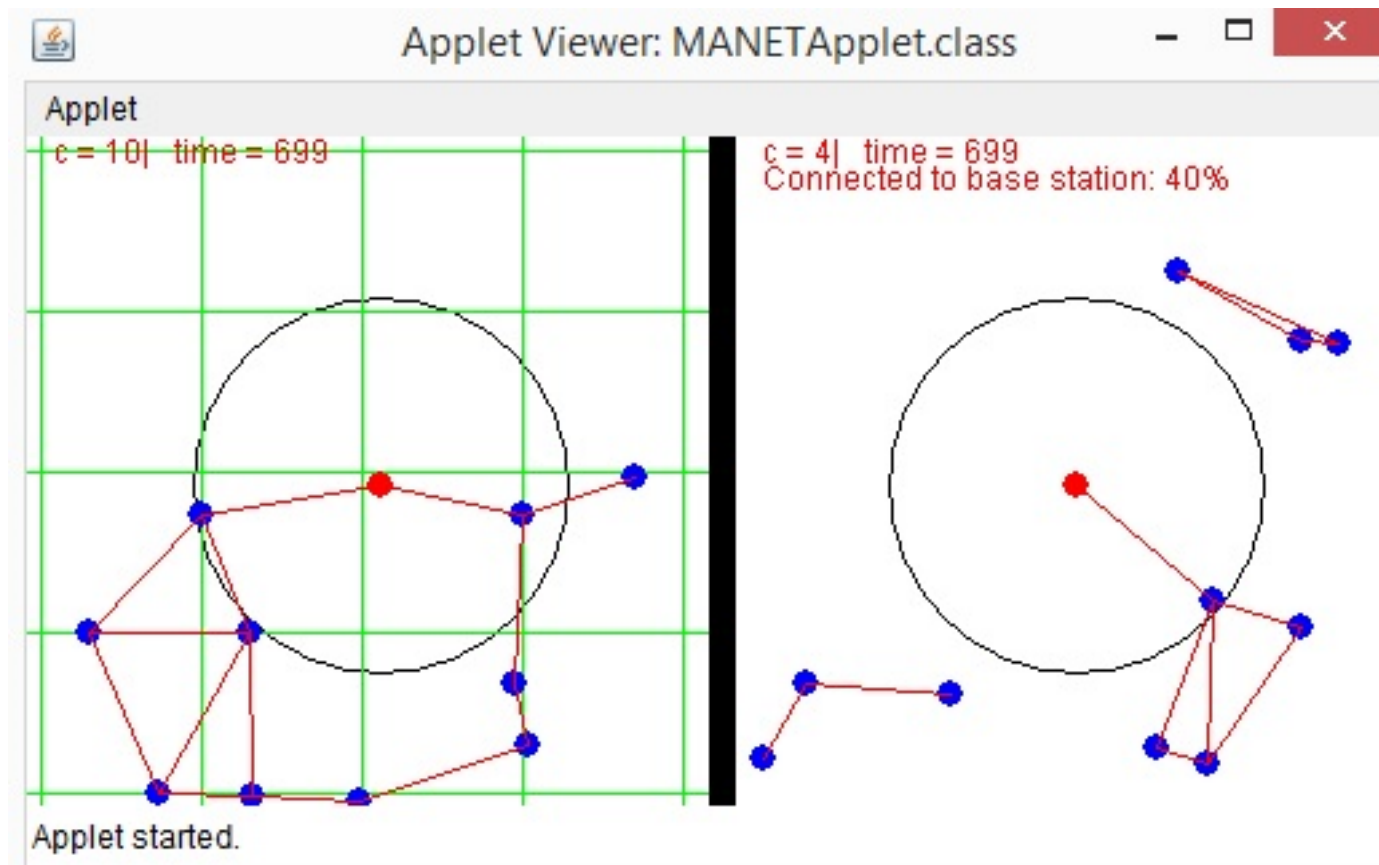 Applet Viewer: MANETApplet.class
Applet
c = 10|   time = 699
c = 4|   time = 699
Connected to base station: 40%
Applet started.